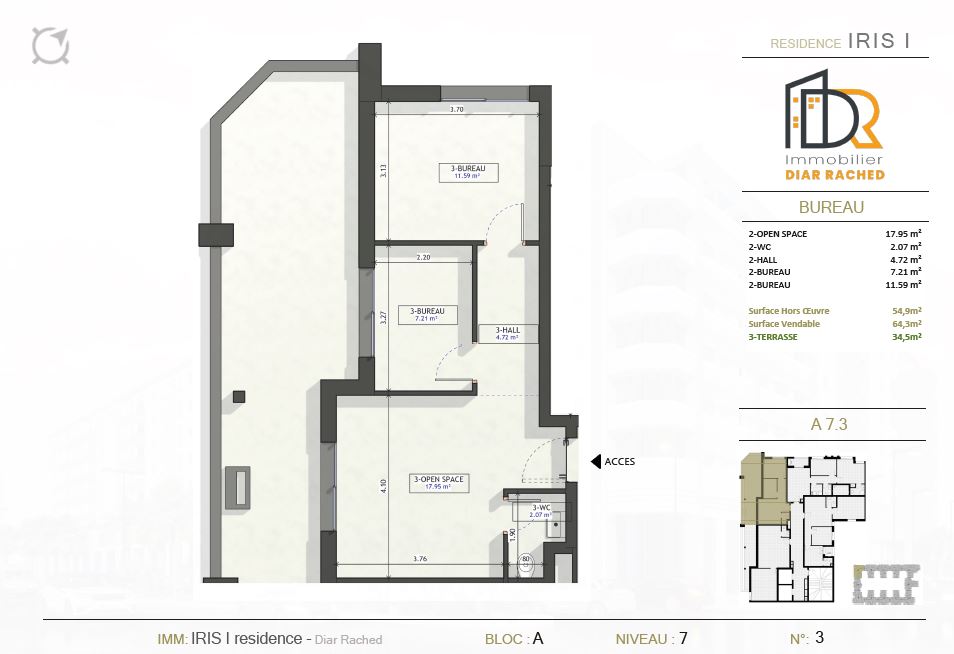 RESIDENCE IRIS I
DR
Immobilier
DIAR RACHED
BUREAU
2-OPEN SPACE 17.95 m²
2-WC 2.07 m²
2-HALL 4.72 m²
2-BUREAU 7.21 m²
2-BUREAU 11.59 m²
Surface Hors Œuvre 54,9m²
Surface Vendable 64,3m²
3-TERRASSE 34,5m²
A 7.3
3.70
3.13
3-BUREAU
11.59 m²
2.20
3.27
3-BUREAU
7.21 m²
3-HALL
4.72 m²
ACCES
4.10
3-OPEN SPACE
17.95 m²
3-WC
2.07 m²
1.90
3.76
80
IMM: IRIS I residence - Diar Rached
BLOC : A
NIVEAU : 7
N°: 3